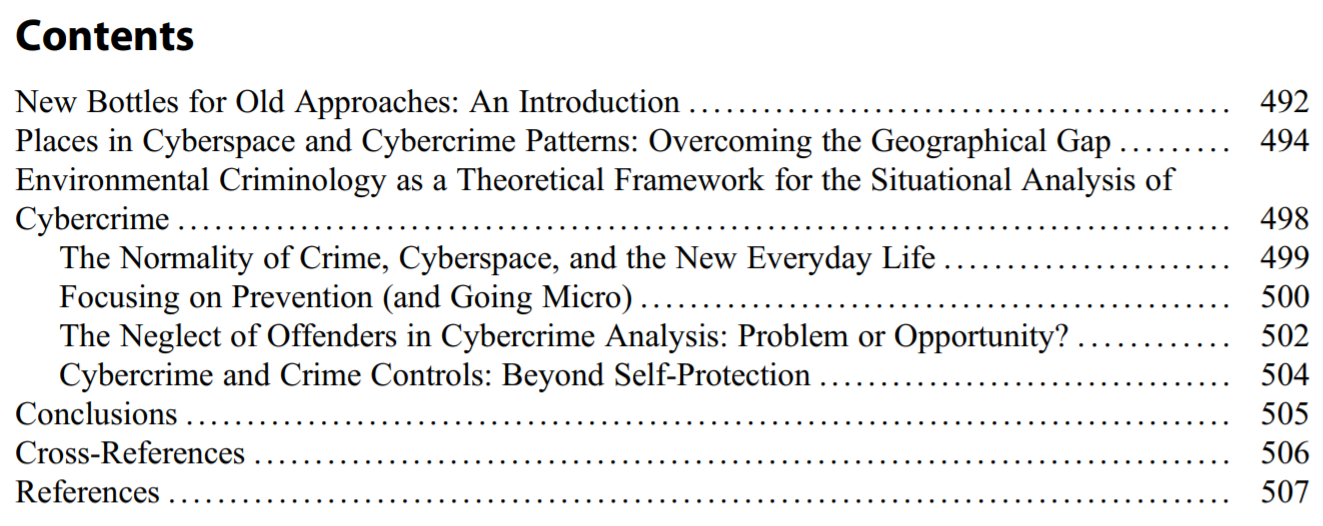 Contents
New Bottles for Old Approaches: An Introduction ........................................... 492
Places in Cyberspace and Cybercrime Patterns: Overcoming the Geographical Gap ......... 494
Environmental Criminology as a Theoretical Framework for the Situational Analysis of
Cybercrime .................................................................................... 498
The Normality of Crime, Cyberspace, and the New Everyday Life ....................... 499
Focusing on Prevention (and Going Micro) ............................................... 500
The Neglect of Offenders in Cybercrime Analysis: Problem or Opportunity? ............ 502
Cybercrime and Crime Controls: Beyond Self-Protection ................................. 504
Conclusions ................................................................................... 505
Cross-References .............................................................................. 506
References ..................................................................................... 507